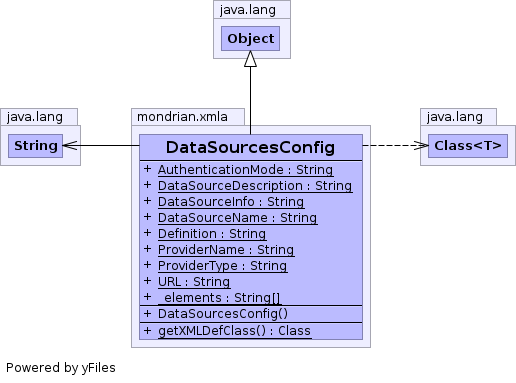 java.lang
Object
java.lang
String
mondrian.xmla
DataSourcesConfig
+ AuthenticationMode : String
+ DataSourceDescription : String
+ DataSourceInfo : String
+ DataSourceName : String
+ Definition : String
+ ProviderName : String
+ ProviderType : String
+ URL : String
+ _elements : String[]
+ DataSourcesConfig()
+ getXMLDefClass() : Class
java.lang
Class<T>
Powered by yFiles